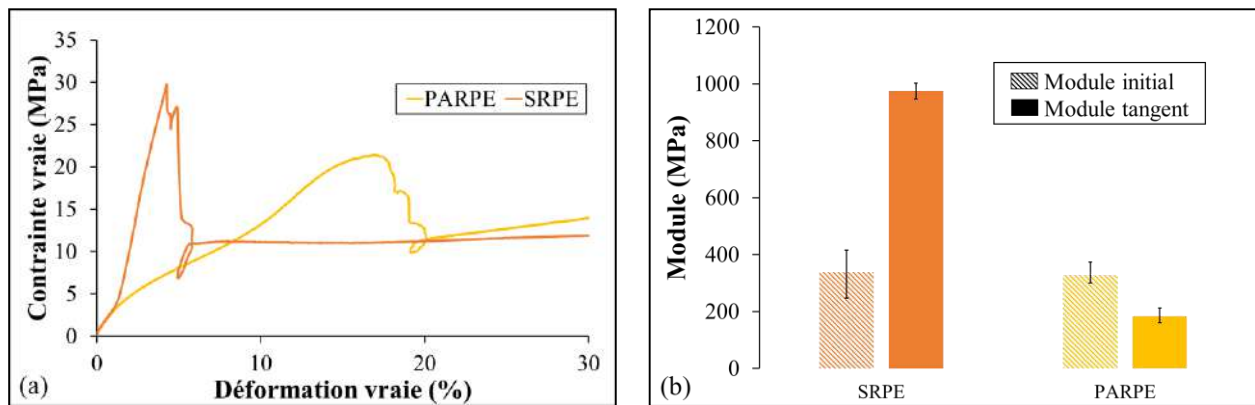 35
30
25
20
15
10
5
0
Contrainte vraie (MPa)
PARPE SRPE
0 10 20 30
Déformation vraie (%)
(a)
1200
1000
800
600
400
200
0
Module (MPa)
Module initial
Module tangent
SRPE PARPE
(b)